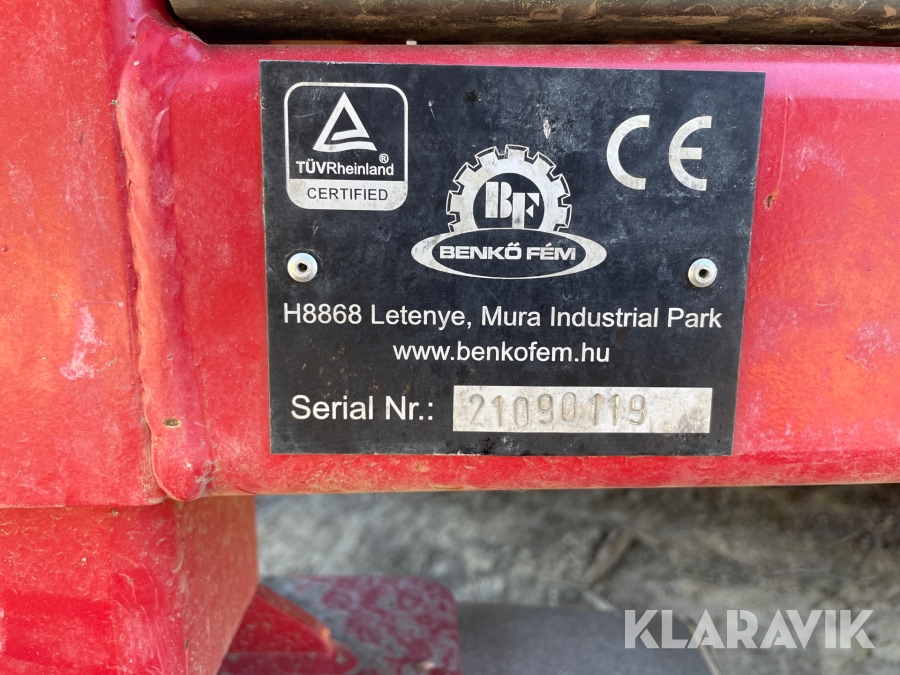 TÜVRheinland®
CERTIFIED
CE
BF
BENKŐ FÉM
H8868 Letenye, Mura Industrial Park
www.benkofem.hu
Serial Nr.: 21090119
KLARAVIK